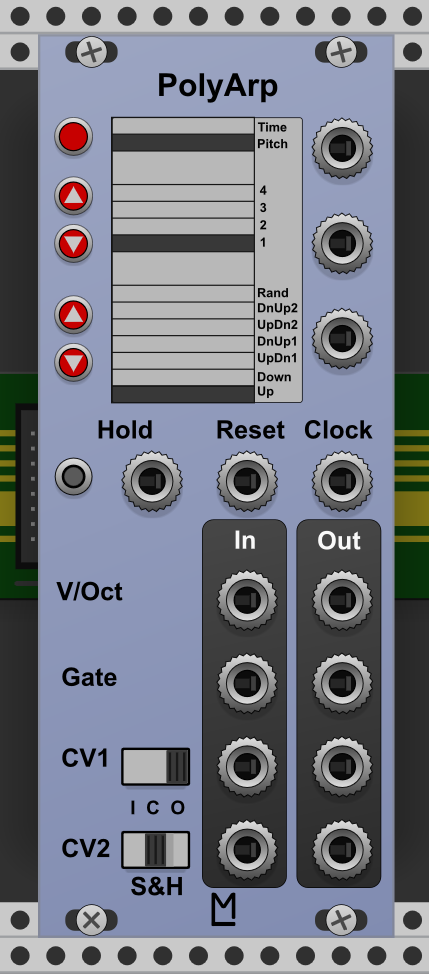 PolyArp
Time
Pitch
4
3
2
1
Rand
DnUp2
UpDn2
DnUp1
UpDn1
Down
Up
Hold Reset Clock
In Out
V/Oct
Gate
CV1
I C O
CV2
S&H